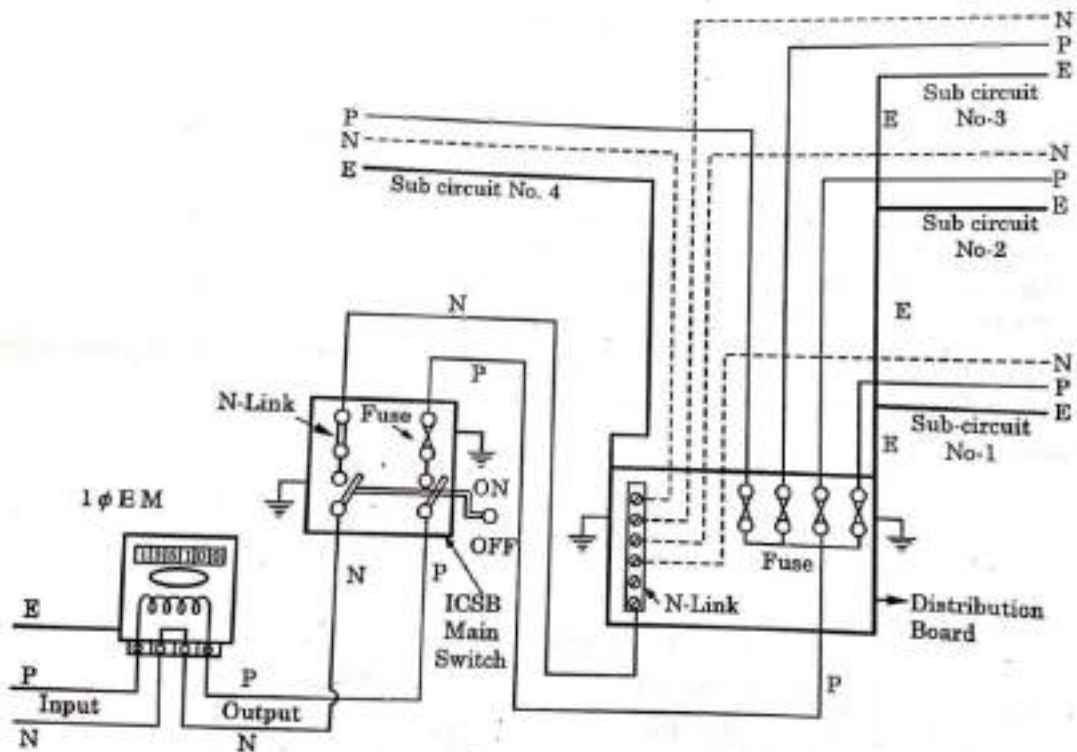 N
P
E
Sub circuit
No-3
E
P
N
E
Sub circuit No. 4
N
P
E
Sub circuit
No-2
E
N
P
N
P
E
Sub-circuit
No-1
E
N-Link
Fuse
ON
OFF
1 φ E M
N
P
ICSB
Main
Switch
Fuse
N-Link
Distribution
Board
E
P
Input
N
P
Output
N
P